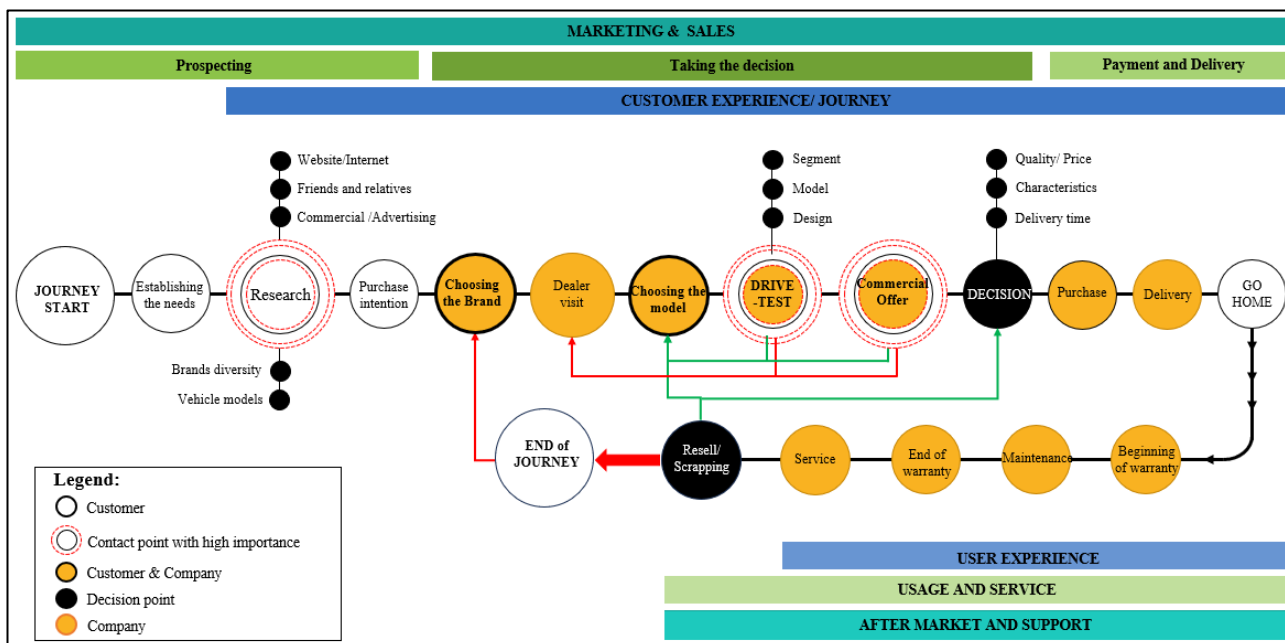 MARKETING & SALES
Prospecting
Taking the decision
Payment and Delivery
CUSTOMER EXPERIENCE/ JOURNEY
Website/Internet
Friends and relatives
Commercial /Advertising
Segment
Model
Design
Quality/ Price
Characteristics
Delivery time
JOURNEY
START
Establishing
the needs
Research
Purchase
intention
Choosing
the Brand
Dealer
visit
Choosing the
model
DRIVE
-TEST
Commercial
Offer
DECISION
Purchase
Delivery
GO
HOME
Brands diversity
Vehicle models
END of
JOURNEY
Resell/
Scrapping
Service
End of
warranty
Maintenance
Beginning
of warranty
Legend:
Customer
Contact point with high importance
Customer & Company
Decision point
Company
USER EXPERIENCE
USAGE AND SERVICE
AFTER MARKET AND SUPPORT